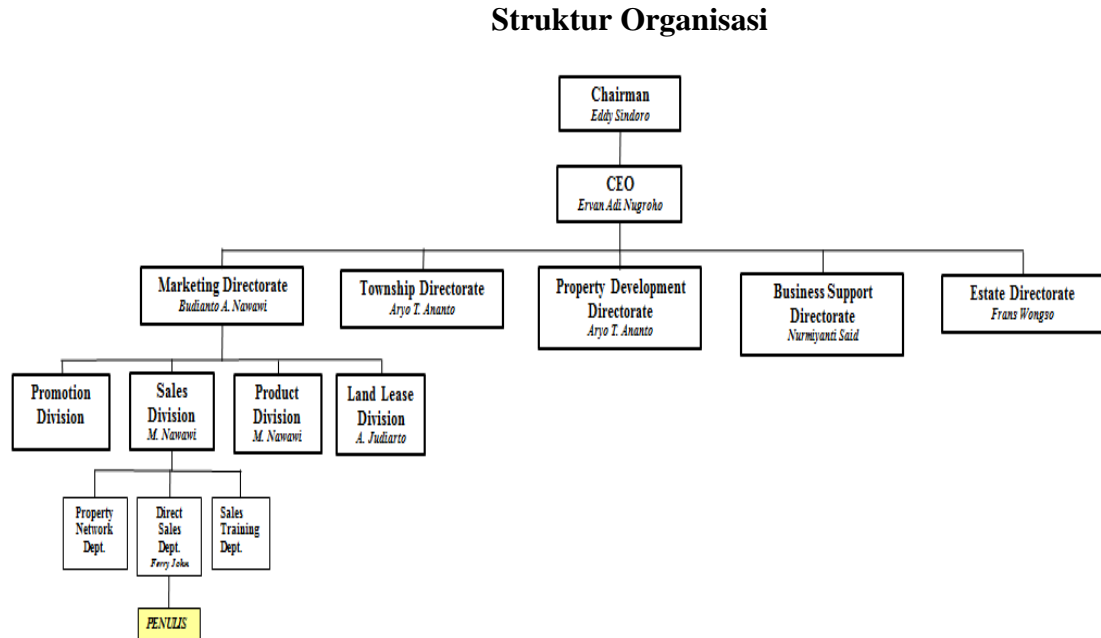 Struktur Organisasi
Chairman
Eddy Sindoro
CEO
Ervan Adi Nugroho
Marketing Directorate
Budianto A. Nawawi
Township Directorate
Aryo T. Ananto
Property Development
Directorate
Aryo T. Ananto
Business Support
Directorate
Nurmiyanti Said
Estate Directorate
Frans Wongso
Promotion
Division
Sales
Division
M. Nawawi
Product
Division
M. Nawawi
Land Lease
Division
A. Judiarto
Property
Network
Dept.
Direct
Sales
Dept.
Ferry John
Sales
Training
Dept.
PENULIS